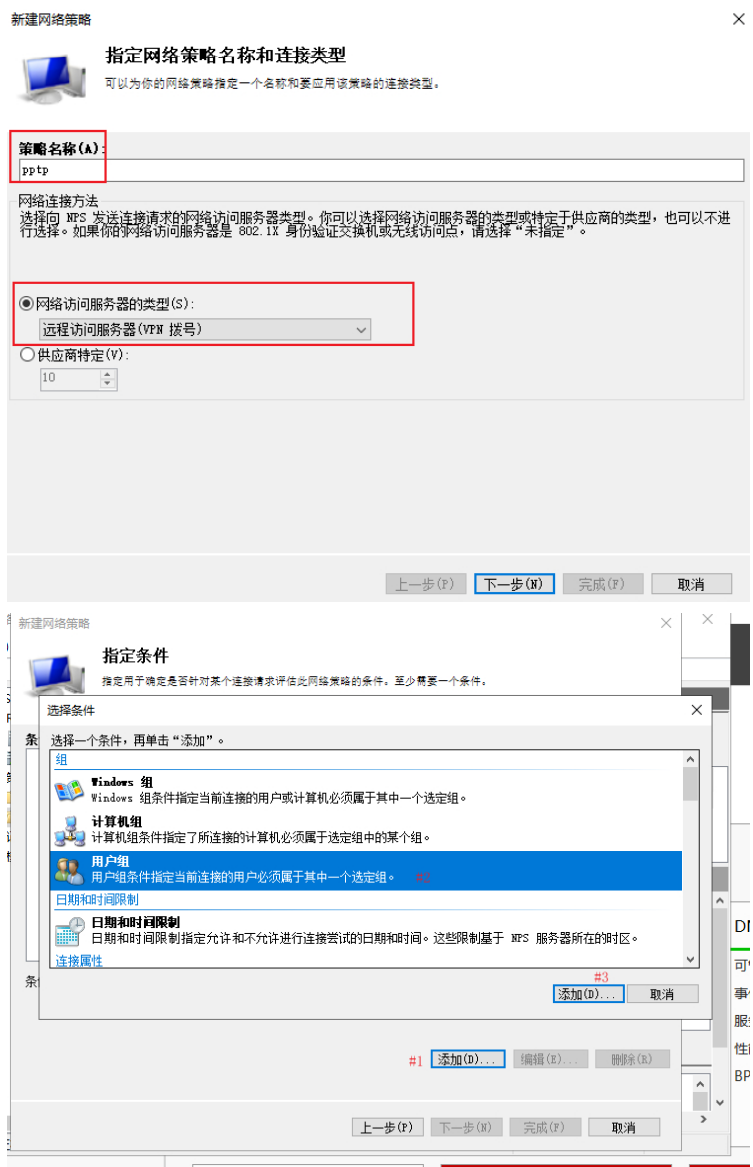 新建网络策略
指定网络策略名称和连接类型
可以为你的网络策略指定一个名称和要应用该策略的连接类型。
策略名称(A):
pptp
网络连接方法
选择向 NPS 发送连接请求的网络访问服务器类型。你可以选择网络访问服务器的类型或特定于供应商的类型，也可以不进
行选择。如果你的网络访问服务器是 802.1X 身份验证交换机或无线访问点，请选择“未指定”。
网络访问服务器的类型(S):
远程访问服务器(VPN 拨号)
供应商特定(V):
10
上一步(P) 下一步(N) 完成(F) 取消
新建网络策略
指定条件
指定用于确定是否针对某个连接请求评估此网络策略的条件。至少需要一个条件。
选择条件
条
选择一个条件，再单击“添加”。
组
Windows 组
Windows 组条件指定当前连接的用户或计算机必须属于其中一个选定组。
计算机组
计算机组条件指定了所连接的计算机必须属于选定组中的某个组。
用户组
用户组条件指定当前连接的用户必须属于其中一个选定组。 #2
日期和时间限制
日期和时间限制
日期和时间限制指定允许和不允许进行连接尝试的日期和时间。这些限制基于 NPS 服务器所在的时区。
连接属性
#3
添加(D)... 取消
#1 添加(D)... 编辑(E)... 删除(R)
上一步(P) 下一步(N) 完成(F) 取消
事
性
BP